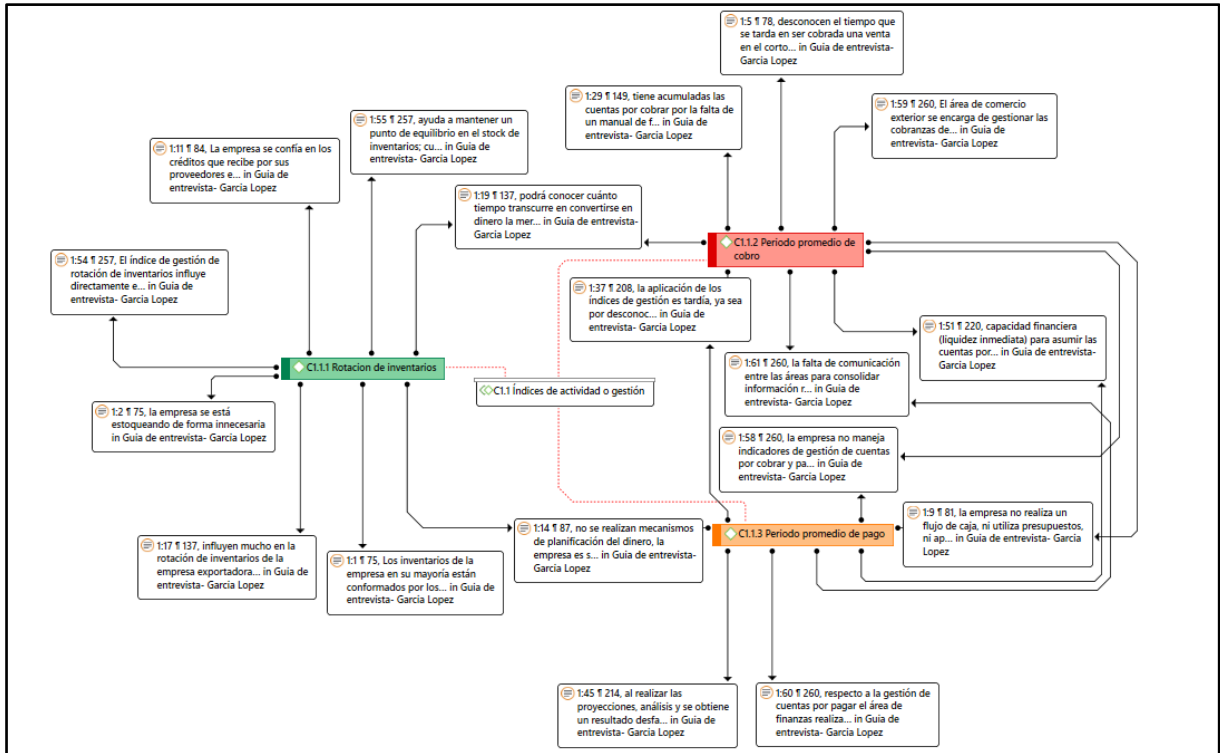 1:5 ¶ 78, desconocen el tiempo que
se tarda en ser cobrada una venta
en el corto... in Guia de entrevista-
Garcia Lopez
1:29 ¶ 149, tiene acumuladas las
cuentas por cobrar por la falta de
un manual de f... in Guia de
entrevista- Garcia Lopez
1:59 ¶ 260, El área de comercio
exterior se encarga de gestionar las
cobranzas de... in Guia de
entrevista- Garcia Lopez
1:55 ¶ 257, ayuda a mantener un
punto de equilibrio en el stock de
inventarios; cu... in Guia de
entrevista- Garcia Lopez
1:11 ¶ 84, La empresa se confía en los
créditos que recibe por sus
proveedores e... in Guia de
entrevista- Garcia Lopez
1:19 ¶ 137, podrá conocer cuánto
tiempo transcurre en convertirse en
dinero la mer... in Guia de entrevista-
Garcia Lopez
C1.1.2 Periodo promedio de
cobro
1:54 ¶ 257, El índice de gestión de
rotación de inventarios influye
directamente e... in Guia de
entrevista- Garcia Lopez
1:37 ¶ 208, la aplicación de los
índices de gestión es tardía, ya sea
por desconoc... in Guia de
entrevista- Garcia Lopez
1:51 ¶ 220, capacidad financiera
(liquidez inmediata) para asumir las
cuentas por... in Guia de entrevista-
Garcia Lopez
1:61 ¶ 260, la falta de comunicación
entre las áreas para consolidar
información r... in Guia de
entrevista- Garcia Lopez
C1.1.1 Rotacion de inventarios
C1.1 Índices de actividad o gestión
1:2 ¶ 75, la empresa se está
estoqueando de forma innecesaria
in Guia de entrevista- Garcia Lopez
1:58 ¶ 260, la empresa no maneja
indicadores de gestión de cuentas
por cobrar y pa... in Guia de
entrevista- Garcia Lopez
1:17 ¶ 137, influyen mucho en la
rotación de inventarios de la
empresa exportadora... in Guia de
entrevista- Garcia Lopez
1:1 ¶ 75, Los inventarios de la
empresa en su mayoría están
conformados por los... in Guia de
entrevista- Garcia Lopez
1:14 ¶ 87, no se realizan mecanismos
de planificación del dinero, la
empresa es s... in Guia de entrevista-
Garcia Lopez
C1.1.3 Periodo promedio de pago
1:9 ¶ 81, la empresa no realiza un
flujo de caja, ni utiliza presupuestos,
ni ap... in Guia de entrevista- Garcia
Lopez
1:45 ¶ 214, al realizar las
proyecciones, análisis y se obtiene
un resultado desfa... in Guia de
entrevista- Garcia Lopez
1:60 ¶ 260, respecto a la gestión de
cuentas por pagar el área de
finanzas realiza... in Guia de
entrevista- Garcia Lopez